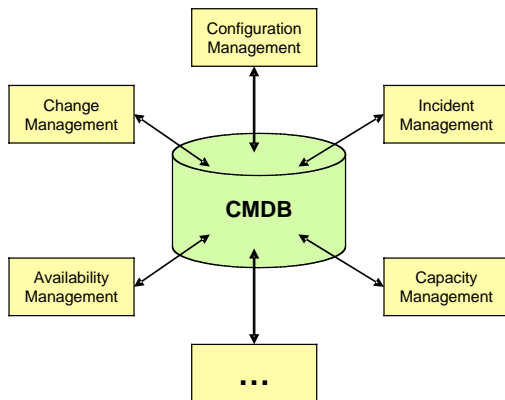 Configuration
Management
Change
Management
Incident
Management
CMDB
Availability
Management
Capacity
Management
...